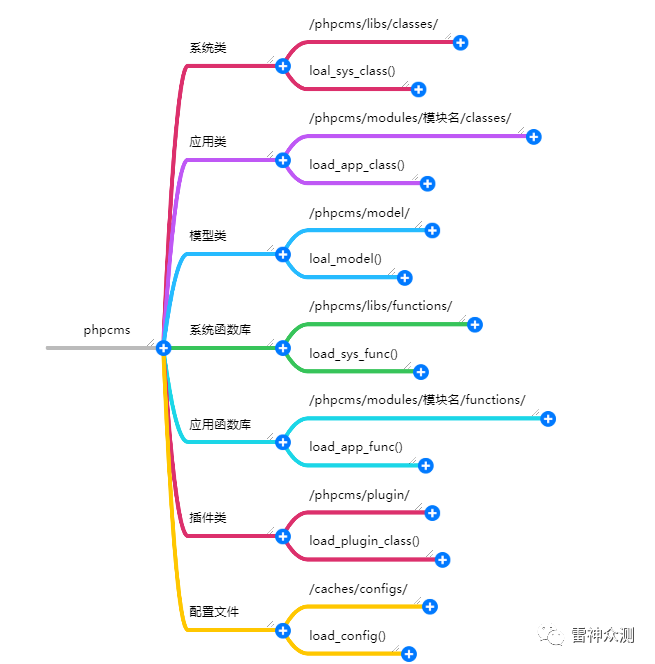 phpcms
系统类
/phpcms/libs/classes/
loal_sys_class()
应用类
/phpcms/modules/模块名/classes/
load_app_class()
模型类
/phpcms/model/
loal_model()
系统函数库
/phpcms/libs/functions/
load_sys_func()
应用函数库
/phpcms/modules/模块名/functions/
load_app_func()
插件类
/phpcms/plugin/
load_plugin_class()
配置文件
/caches/configs/
load_config()
雷神众测